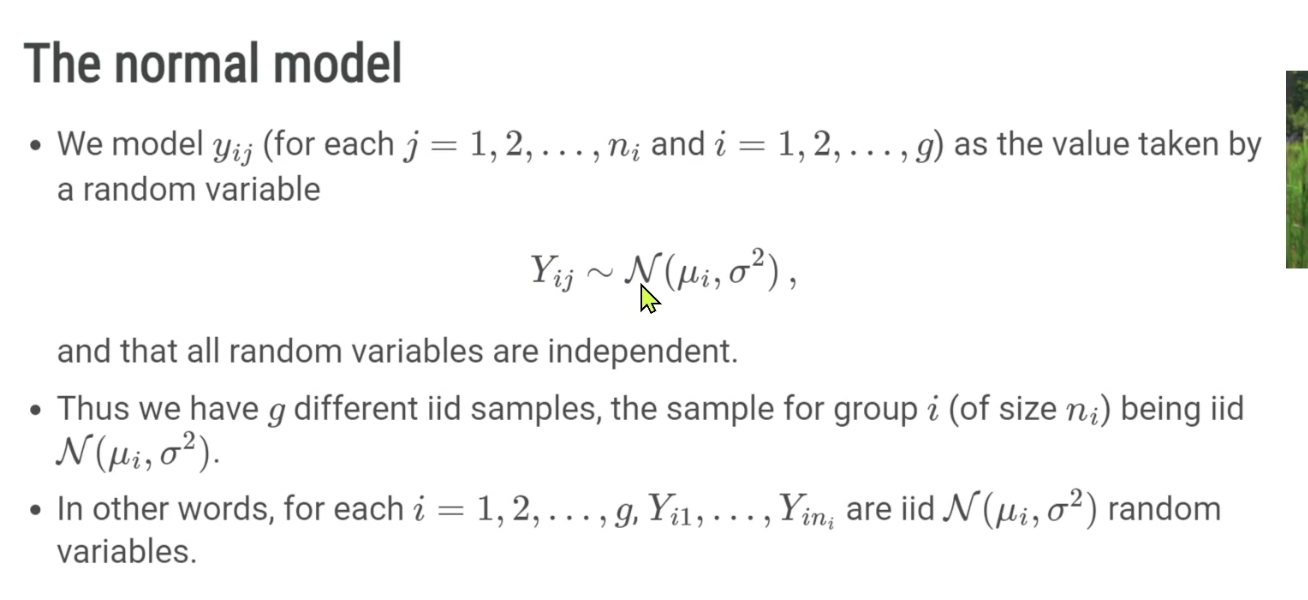 The normal model
• We model $y_{ij}$ (for each $j = 1, 2, \ldots, n_i$ and $i = 1, 2, \ldots, g$) as the value taken by
a random variable
$Y_{ij} \sim \mathcal{N}(\mu_i, \sigma^2)$ ,
and that all random variables are independent.
• Thus we have $g$ different iid samples, the sample for group $i$ (of size $n_i$) being iid
$\mathcal{N}(\mu_i, \sigma^2)$.
• In other words, for each $i = 1, 2, \ldots, g$, $Y_{i1}, \ldots, Y_{in_i}$ are iid $\mathcal{N}(\mu_i, \sigma^2)$ random
variables.